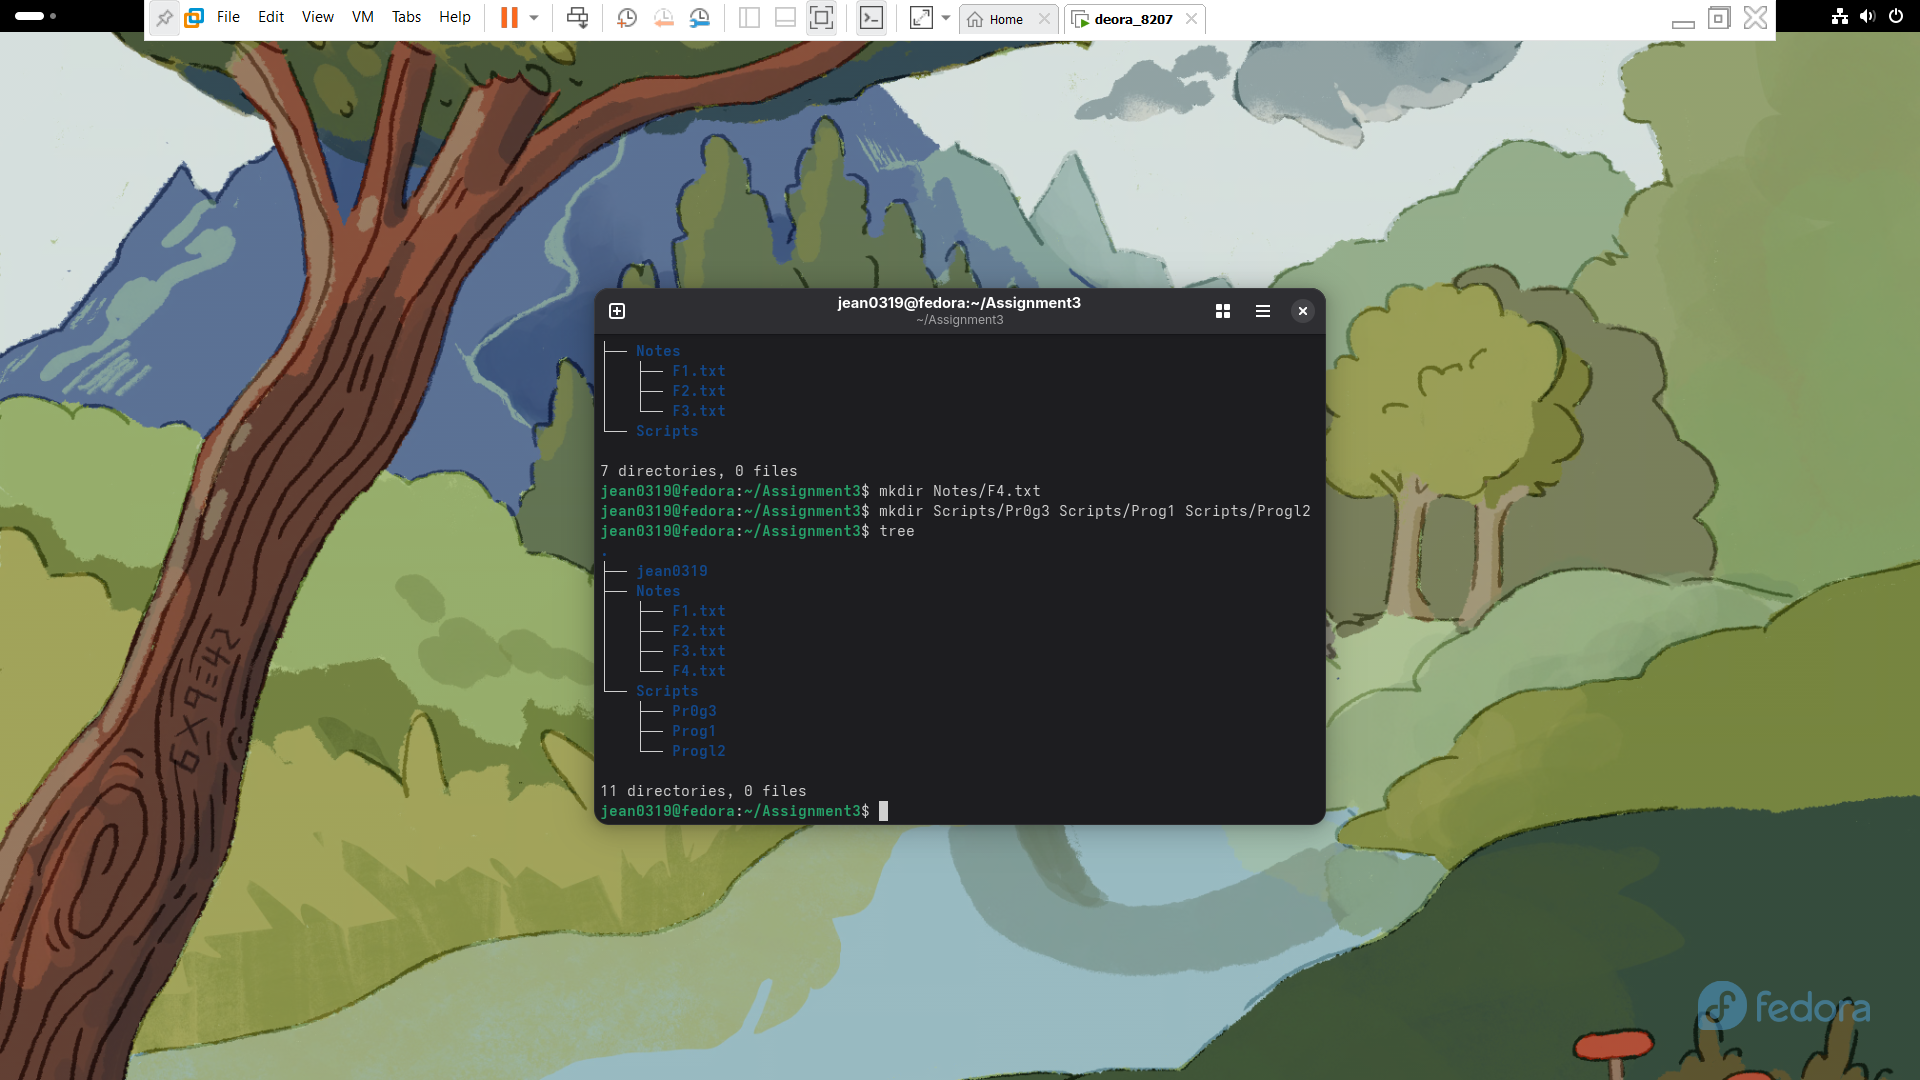 File Edit View VM Tabs Help
Home
deora_8207
jean0319@fedora:~/Assignment3
~/Assignment3
├── Notes
│   ├── F1.txt
│   ├── F2.txt
│   └── F3.txt
└── Scripts
7 directories, 0 files
jean0319@fedora:~/Assignment3$ mkdir Notes/F4.txt
jean0319@fedora:~/Assignment3$ mkdir Scripts/Pr0g3 Scripts/Prog1 Scripts/Progl2
jean0319@fedora:~/Assignment3$ tree
.
├── jean0319
├── Notes
│   ├── F1.txt
│   ├── F2.txt
│   ├── F3.txt
│   └── F4.txt
└── Scripts
    ├── Pr0g3
    ├── Prog1
    └── Progl2
11 directories, 0 files
jean0319@fedora:~/Assignment3$
6×9=42
fedora